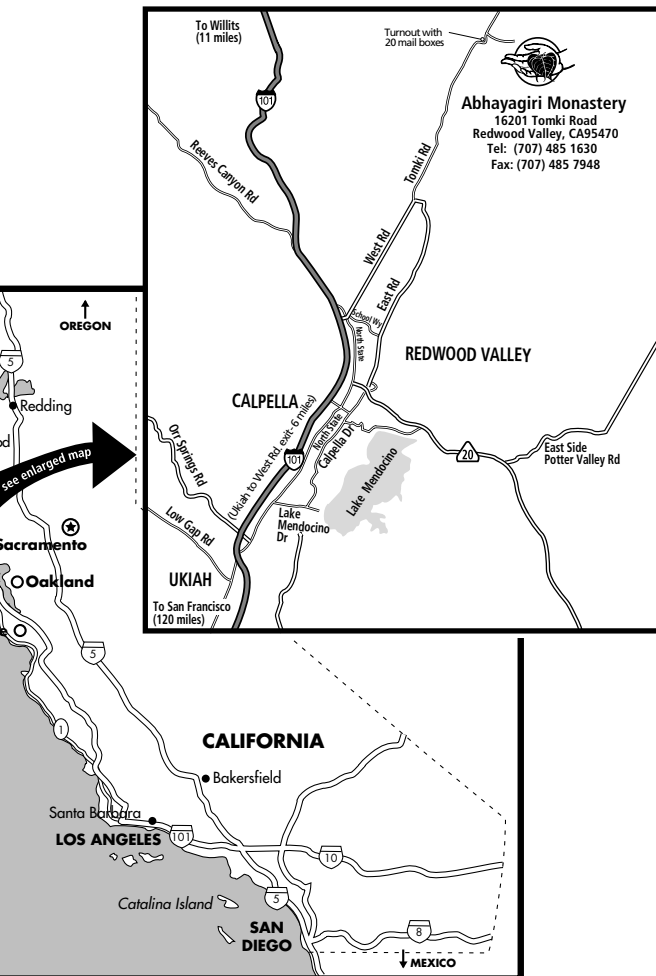 To Willits
(11 miles)
Turnout with
20 mail boxes
101
Abhayagiri Monastery
16201 Tomki Road
Redwood Valley, CA95470
Tel: (707) 485 1630
Fax: (707) 485 7948
Reeves Canyon Rd
Tomki Rd
West Rd
East Rd
School Wy
North State
REDWOOD VALLEY
CALPELLA
(Ukiah to West Rd. exit- 6 miles)
101
North State
Calpella Dr
Lake Mendocino
20
East Side
Potter Valley Rd
Orr Springs Rd
Low Gap Rd
Lake
Mendocino
Dr
UKIAH
To San Francisco
(120 miles)
OREGON
5
Redding
od
see enlarged map
Sacramento
Oakland
e
5
1
CALIFORNIA
Bakersfield
Santa Barbara
LOS ANGELES
101
10
Catalina Island
5
SAN
DIEGO
8
MEXICO